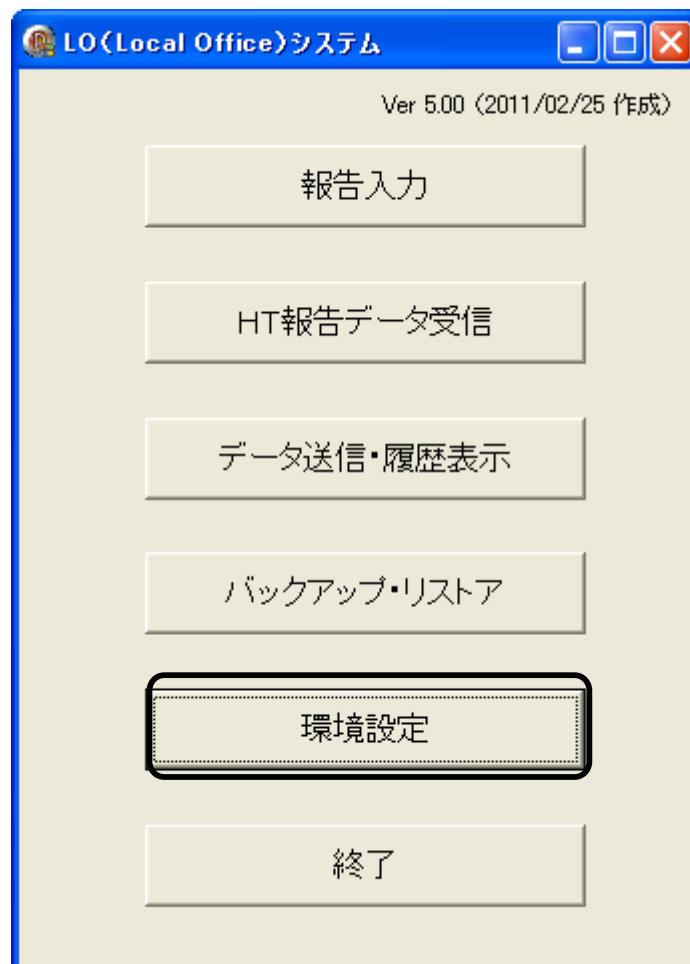 LO(Local Office)システム
Ver 5.00 (2011/02/25 作成)
報告入力
HT報告データ受信
データ送信・履歴表示
バックアップ・リストア
環境設定
終了